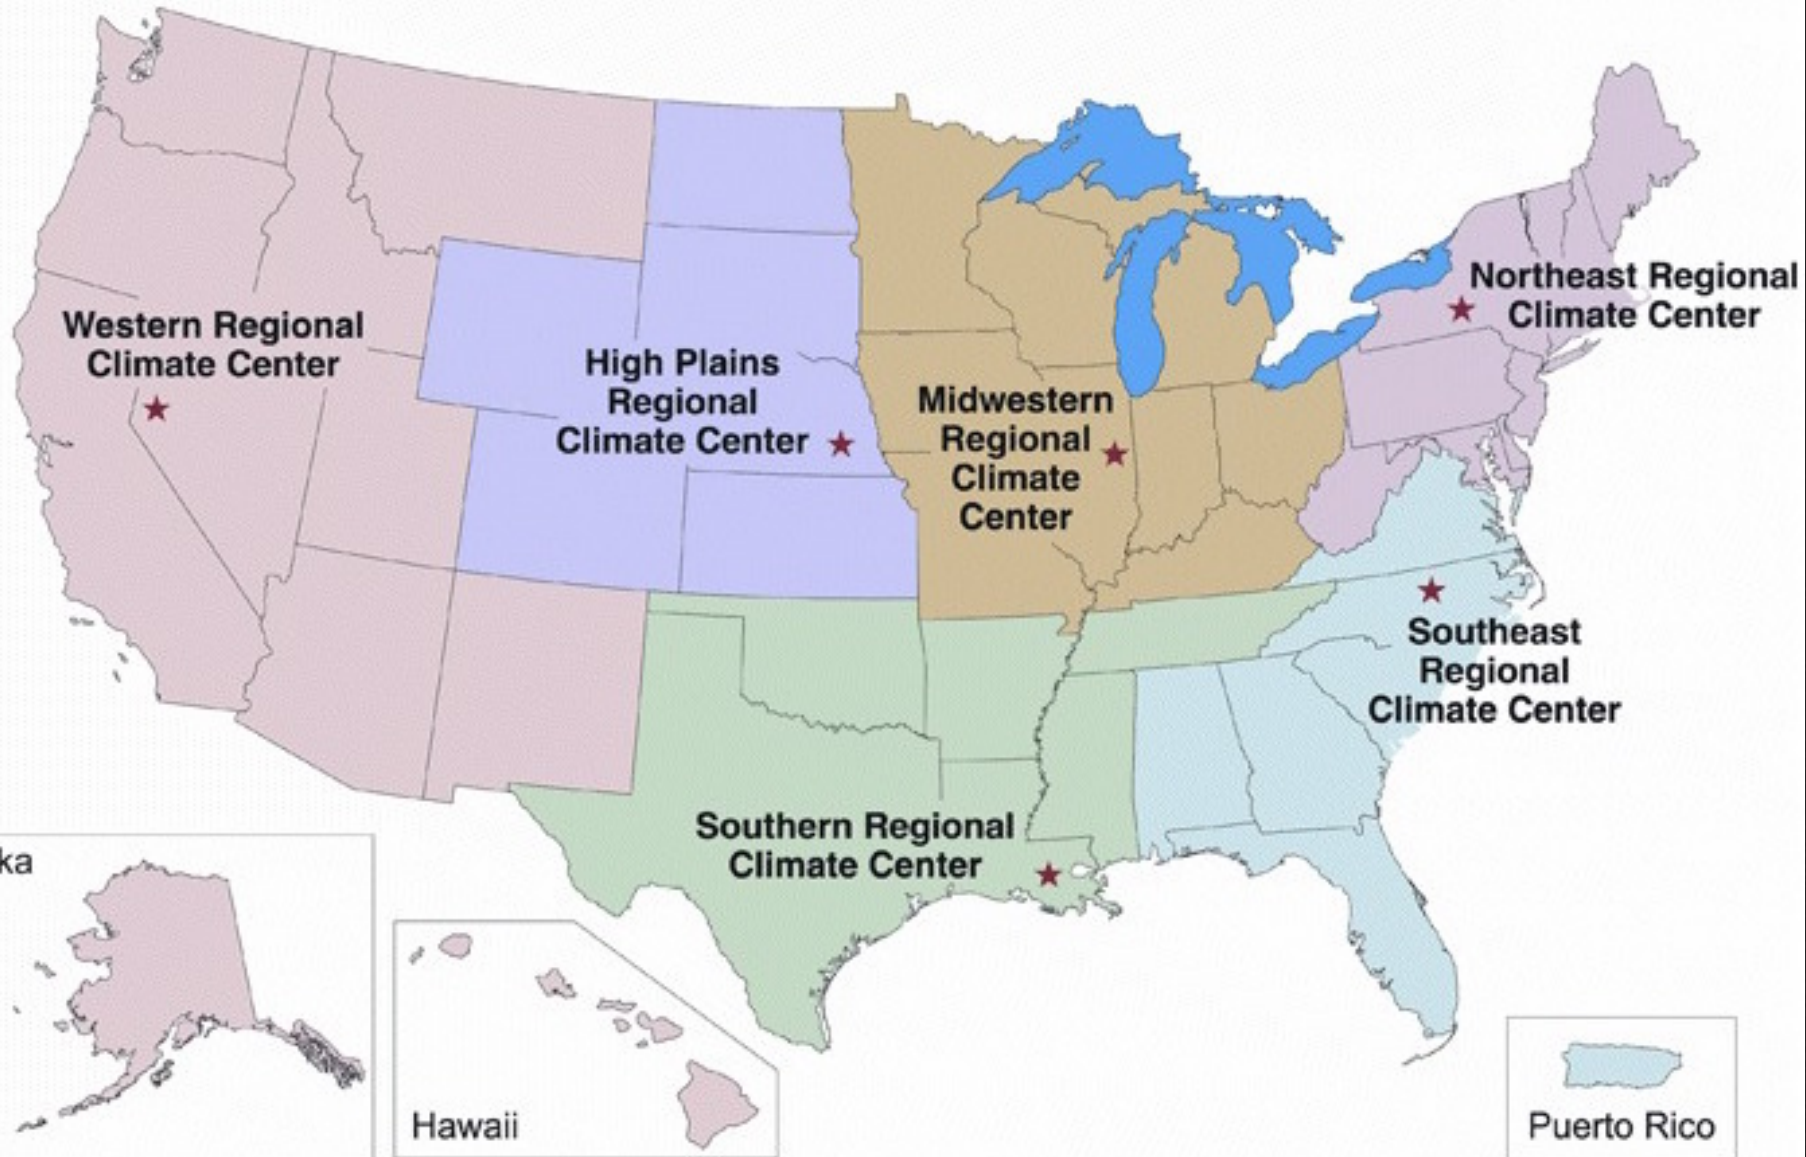 Western Regional
Climate Center
High Plains
Regional
Climate Center
Midwestern
Regional
Climate
Center
Northeast Regional
Climate Center
Southeast
Regional
Climate Center
Southern Regional
Climate Center
ka
Hawaii
Puerto Rico